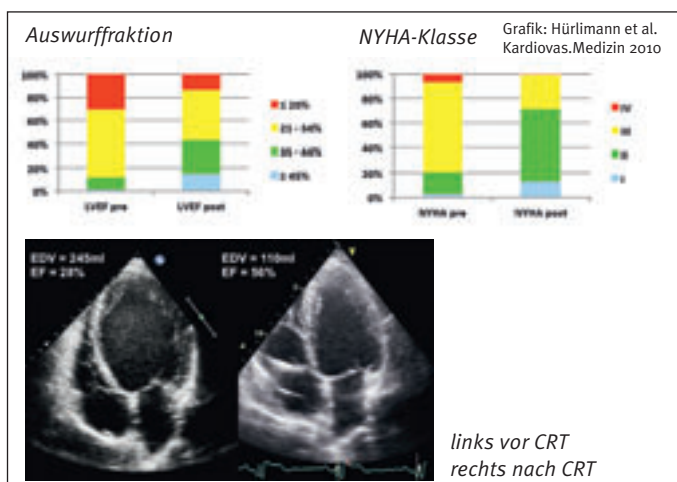 Auswurffraktion
NYHA-Klasse
Grafik: Hürlimann et al.
Kardiovas.Medizin 2010
100%
80%
60%
40%
20%
0%
LVEF pre
LVEF post
100%
80%
60%
40%
20%
0%
NYHA pre
NYHA post
IV
III
II
I
EDV = 245ml
EF = 28%
EDV = 110ml
EF = 56%
links vor CRT
rechts nach CRT